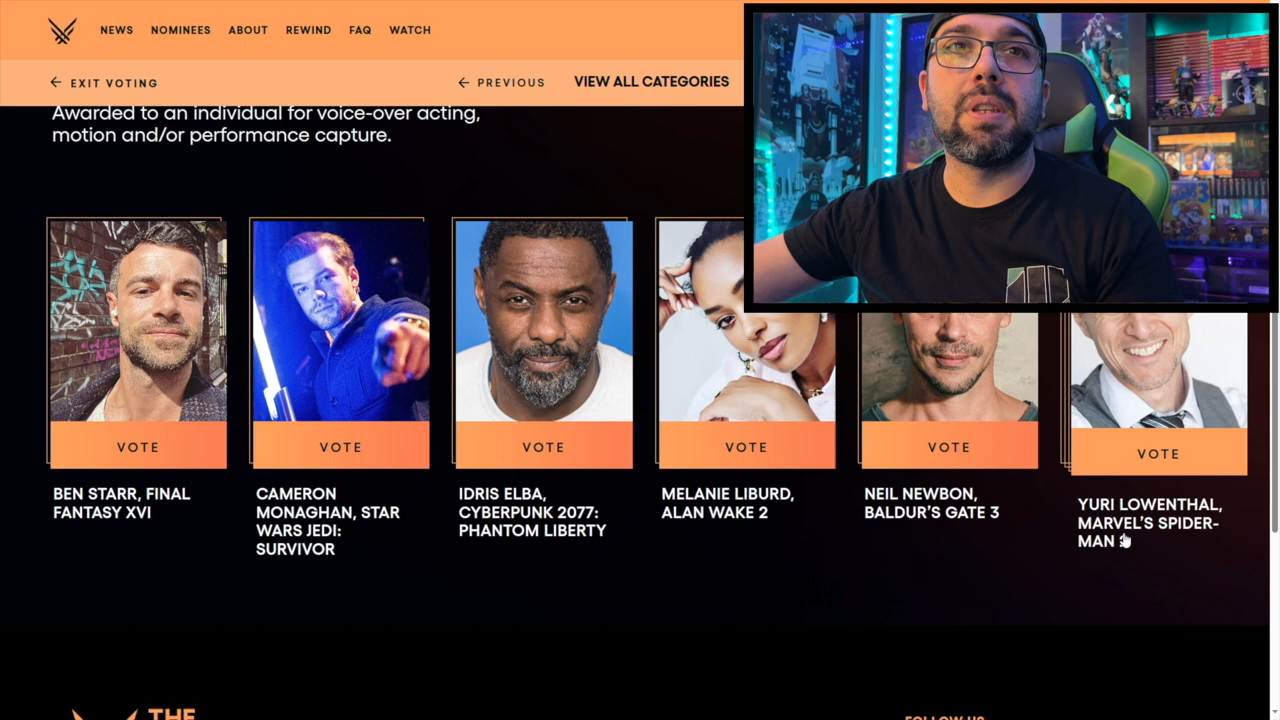 NEWS NOMINEES ABOUT REWIND FAQ WATCH
EXIT VOTING
PREVIOUS
VIEW ALL CATEGORIES
Awarded to an individual for voice-over acting,
motion and/or performance capture.
VOTE
VOTE
VOTE
VOTE
VOTE
VOTE
BEN STARR, FINAL
FANTASY XVI
CAMERON
MONAGHAN, STAR
WARS JEDI:
SURVIVOR
IDRIS ELBA,
CYBERPUNK 2077:
PHANTOM LIBERTY
MELANIE LIBURD,
ALAN WAKE 2
NEIL NEWBON,
BALDUR'S GATE 3
YURI LOWENTHAL,
MARVEL'S SPIDER-
MAN
THE
FOLLOW US